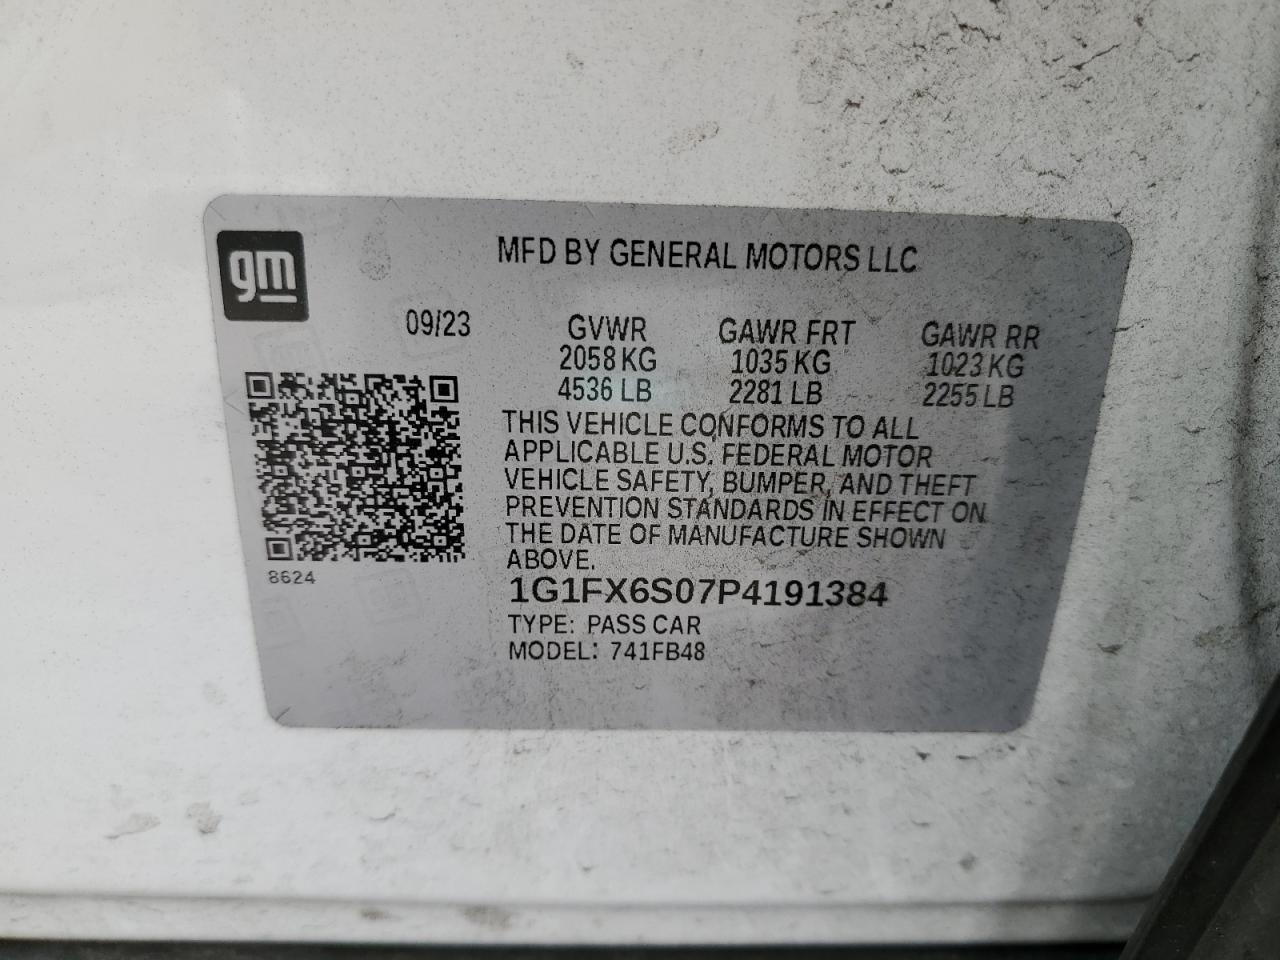 gm
MFD BY GENERAL MOTORS LLC
09/23
GVWR GAWR FRT GAWR RR
2058 KG 1035 KG 1023 KG
4536 LB 2281 LB 2255 LB
THIS VEHICLE CONFORMS TO ALL
APPLICABLE U.S. FEDERAL MOTOR
VEHICLE SAFETY, BUMPER, AND THEFT
PREVENTION STANDARDS IN EFFECT ON
THE DATE OF MANUFACTURE SHOWN
ABOVE.
8624
1G1FX6S07P4191384
TYPE: PASS CAR
MODEL: 741FB48